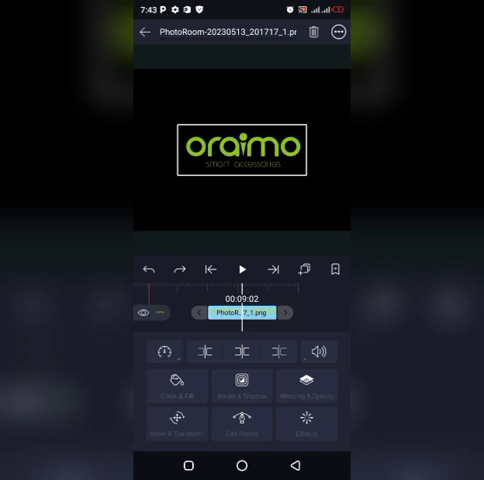 7:43 P
PhotoRoom-20230513_201717_1.pr
oraimo
smart accessories
00:09:02
PhotoR...7_1.png
Color & Fill
Border & Shadow
Blending & Opacity
Move & Transform
Edit Points
Effects